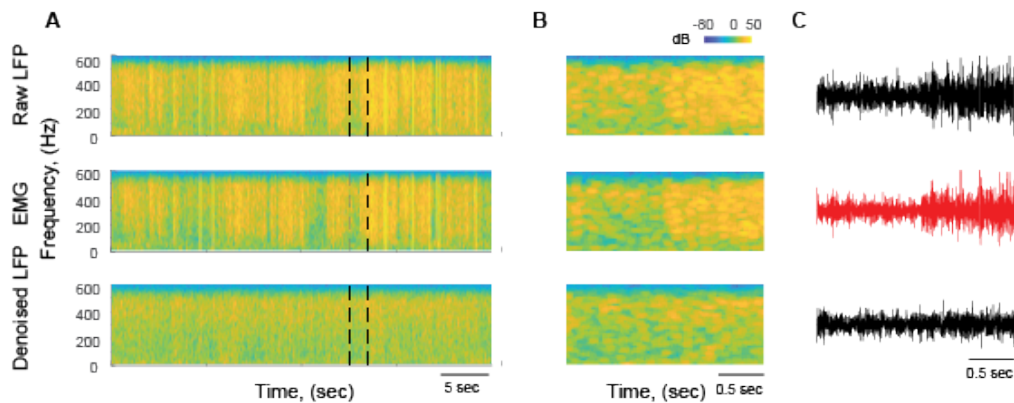 A
B
C
-80 0 50
dB
Raw LFP
EMG
Denoised LFP
Frequency, (Hz)
600
400
200
0
600
400
200
0
600
400
200
0
5 sec
Time, (sec)
0.5 sec
Time, (sec)
0.5 sec